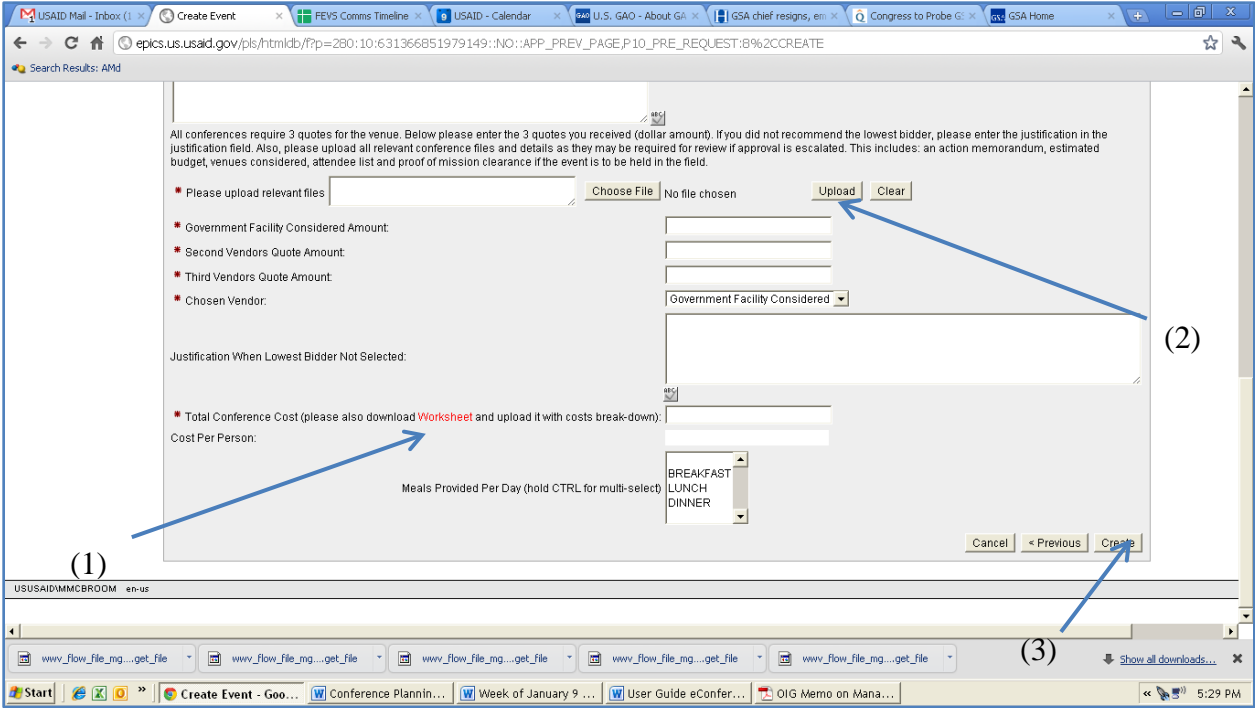 USAID Mail - Inbox (1
Create Event
FEVS Comms Timeline
USAID - Calendar
U.S. GAO - About GA
GSA chief resigns, em
Congress to Probe GS
GSA Home
epics.us.usaid.gov/pls/htmldb/f?p=280:10:631366851979149::NO::APP_PREV_PAGE,P10_PRE_REQUEST:8%2CCREATE
Search Results: AMd
All conferences require 3 quotes for the venue. Below please enter the 3 quotes you received (dollar amount). If you did not recommend the lowest bidder, please enter the justification in the
justification field. Also, please upload all relevant conference files and details as they may be required for review if approval is escalated. This includes: an action memorandum, estimated
budget, venues considered, attendee list and proof of mission clearance if the event is to be held in the field.
* Please upload relevant files Choose File No file chosen Upload Clear
* Government Facility Considered Amount:
* Second Vendors Quote Amount:
* Third Vendors Quote Amount:
* Chosen Vendor: Government Facility Considered
(2)
Justification When Lowest Bidder Not Selected:
* Total Conference Cost (please also download Worksheet and upload it with costs break-down):
Cost Per Person:
BREAKFAST
Meals Provided Per Day (hold CTRL for multi-select) LUNCH
DINNER
Cancel < Previous Create
(1)
USUSAID\MMCBROOM en-us
(3)
wwv_flow_file_mg....get_file wwv_flow_file_mg....get_file wwv_flow_file_mg....get_file wwv_flow_file_mg....get_file wwv_flow_file_mg....get_file Show all downloads...
Start Create Event - Goo... Conference Plannin... Week of January 9 ... User Guide eConfer... OIG Memo on Mana... 5:29 PM